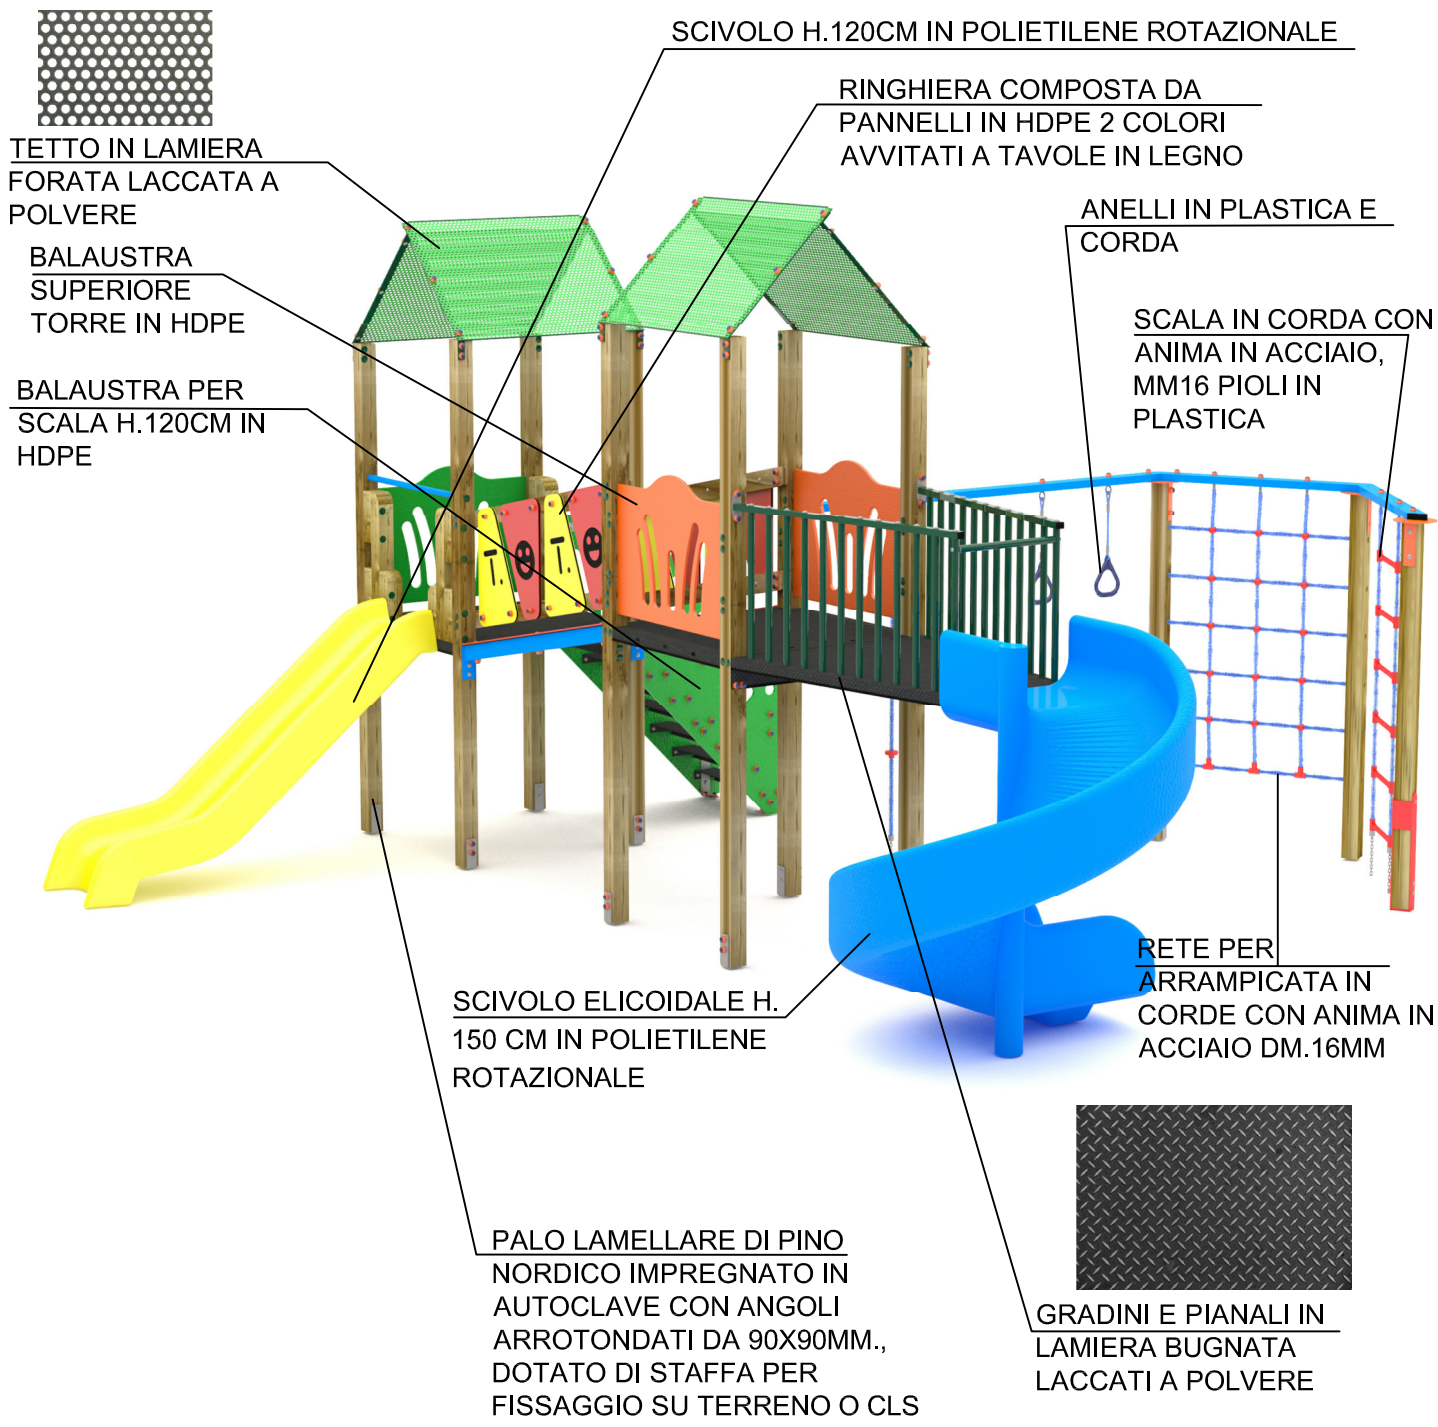 SCIVOLO H.120CM IN POLIETILENE ROTAZIONALE
RINGHIERA COMPOSTA DA
PANNELLI IN HDPE 2 COLORI
AVVITATI A TAVOLE IN LEGNO
TETTO IN LAMIERA
FORATA LACCATA A
POLVERE
ANELLI IN PLASTICA E
CORDA
BALAUSTRA
SUPERIORE
TORRE IN HDPE
SCALA IN CORDA CON
ANIMA IN ACCIAIO,
MM16 PIOLI IN
PLASTICA
BALAUSTRA PER
SCALA H.120CM IN
HDPE
RETE PER
ARRAMPICATA IN
CORDE CON ANIMA IN
ACCIAIO DM.16MM
SCIVOLO ELICOIDALE H.
150 CM IN POLIETILENE
ROTAZIONALE
PALO LAMELLARE DI PINO
NORDICO IMPREGNATO IN
AUTOCLAVE CON ANGOLI
ARROTONDATI DA 90X90MM.,
DOTATO DI STAFFA PER
FISSAGGIO SU TERRENO O CLS
GRADINI E PIANALI IN
LAMIERA BUGNATA
LACCATI A POLVERE